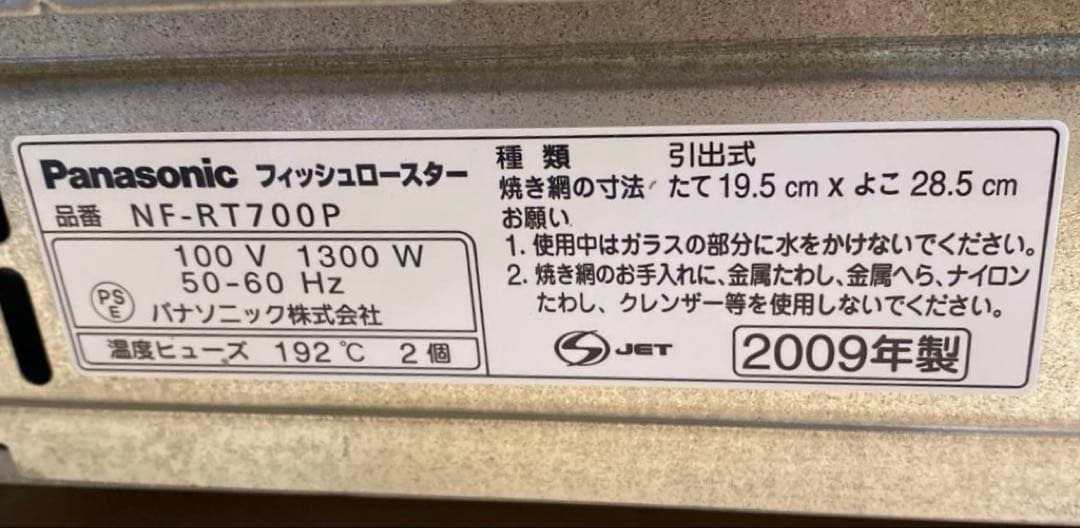 Panasonic フィッシュロースター
品番 NF-RT700P
100 V 1300 W
50-60 Hz
PS
E
パナソニック株式会社
温度ヒューズ 192℃ 2個
種類 引出式
焼き網の寸法 たて 19.5 cm x よこ 28.5 cm
お願い
1. 使用中はガラスの部分に水をかけないでください。
2. 焼き網のお手入れに、金属たわし、金属へら、ナイロン
たわし、クレンザー等を使用しないでください。
S JET
2009年製